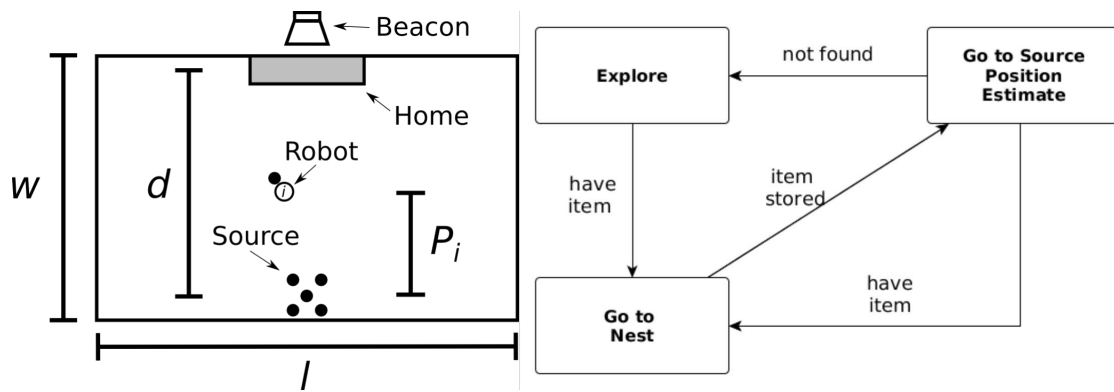 Beacon
Home
Robot
i
w
d
Source
P i
l
Explore
not found
Go to Source
Position
Estimate
have
item
item
stored
Go to
Nest
have
item